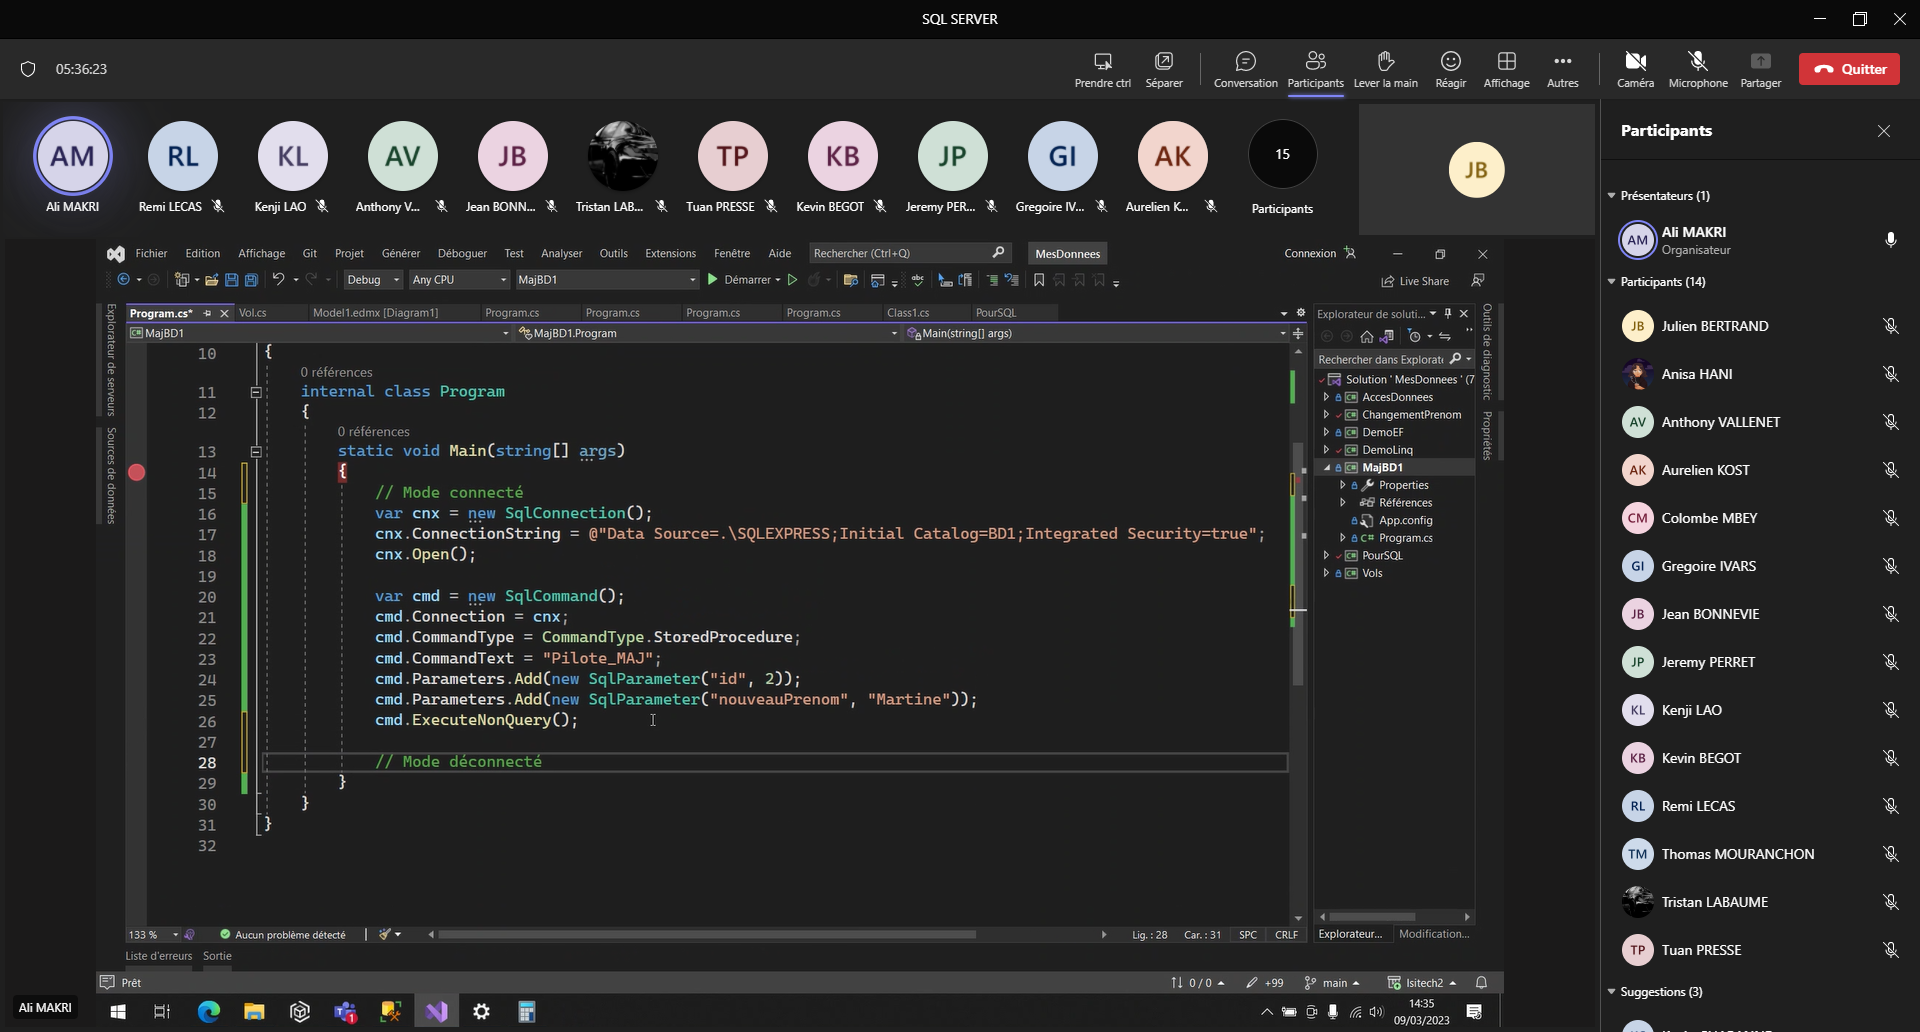 SQL SERVER
05:36:23
Prendre ctrl
Séparer
Conversation
Participants
Lever la main
Réagir
Affichage
Autres
Caméra
Microphone
Partager
Quitter
AM
RL
KL
AV
JB
TP
KB
JP
GI
AK
15
JB
Ali MAKRI
Remi LECAS
Kenji LAO
Anthony V...
Jean BONN...
Tristan LAB...
Tuan PRESSE
Kevin BEGOT
Jeremy PER...
Gregoire IV...
Aurelien K...
Participants
Fichier Edition Affichage Git Projet Générer Déboguer Test Analyser Outils Extensions Fenêtre Aide
Rechercher (Ctrl+Q)
MesDonnees
Connexion
Debug
Any CPU
MajBD1
Démarrer
Live Share
Explorateur de serveurs
Sources de données
Program.cs*
Vol.cs
Model1.edmx [Diagram1]
Program.cs
Program.cs
Program.cs
Program.cs
Class1.cs
PourSQL
MajBD1
MajBD1.Program
Main(string[] args)
10 {
0 références
11 internal class Program
12 {
0 références
13 static void Main(string[] args)
14 {
15 // Mode connecté
16 var cnx = new SqlConnection();
17 cnx.ConnectionString = @"Data Source=.\SQLEXPRESS;Initial Catalog=BD1;Integrated Security=true";
18 cnx.Open();
19
20 var cmd = new SqlCommand();
21 cmd.Connection = cnx;
22 cmd.CommandType = CommandType.StoredProcedure;
23 cmd.CommandText = "Pilote_MAJ";
24 cmd.Parameters.Add(new SqlParameter("id", 2));
25 cmd.Parameters.Add(new SqlParameter("nouveauPrenom", "Martine"));
26 cmd.ExecuteNonQuery();
27
28 // Mode déconnecté
29 }
30 }
31 }
32
133 %
Aucun problème détecté
Lig. : 28
Car. : 31
SPC
CRLF
Liste d'erreurs
Sortie
Explorateur de soluti...
Rechercher dans Explorate
Solution ' MesDonnees ' (7
AccesDonnees
ChangementPrenom
DemoEF
DemoLinq
MajBD1
Properties
Références
App.config
C# Program.cs
PourSQL
Vols
Explorateur...
Modification...
Outils de diagnostic
Propriétés
Prêt
0 / 0
+99
main
Isitech2
Ali MAKRI
14:35
09/03/2023
Participants
Présentateurs (1)
AM
Ali MAKRI
Organisateur
Participants (14)
JB Julien BERTRAND
Anisa HANI
AV Anthony VALLENET
AK Aurelien KOST
CM Colombe MBEY
GI Gregoire IVARS
JB Jean BONNEVIE
JP Jeremy PERRET
KL Kenji LAO
KB Kevin BEGOT
RL Remi LECAS
TM Thomas MOURANCHON
Tristan LABAUME
TP Tuan PRESSE
Suggestions (3)